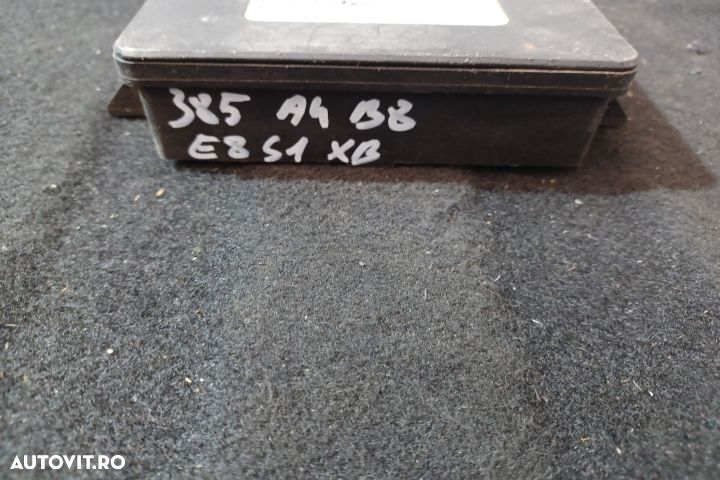 385 A4 B8
E8 S1 XB
AUTOVIT.RO